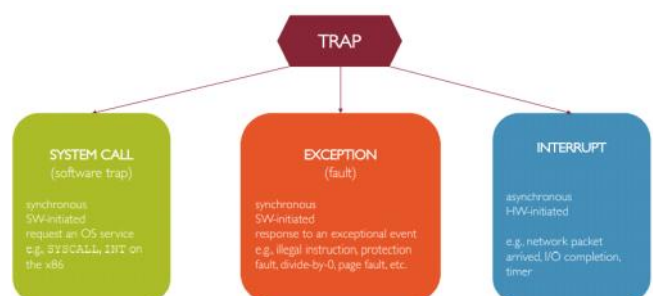 TRAP
SYSTEM CALL
(software trap)
synchronous
SW-initiated
request an OS service
e.g., SYSCALL, INT on
the x86
EXCEPTION
(fault)
synchronous
SW-initiated
response to an exceptional event
e.g., illegal instruction, protection
fault, divide-by-0, page fault, etc.
INTERRUPT
asynchronous
HW-initiated
e.g., network packet
arrived, I/O completion,
timer